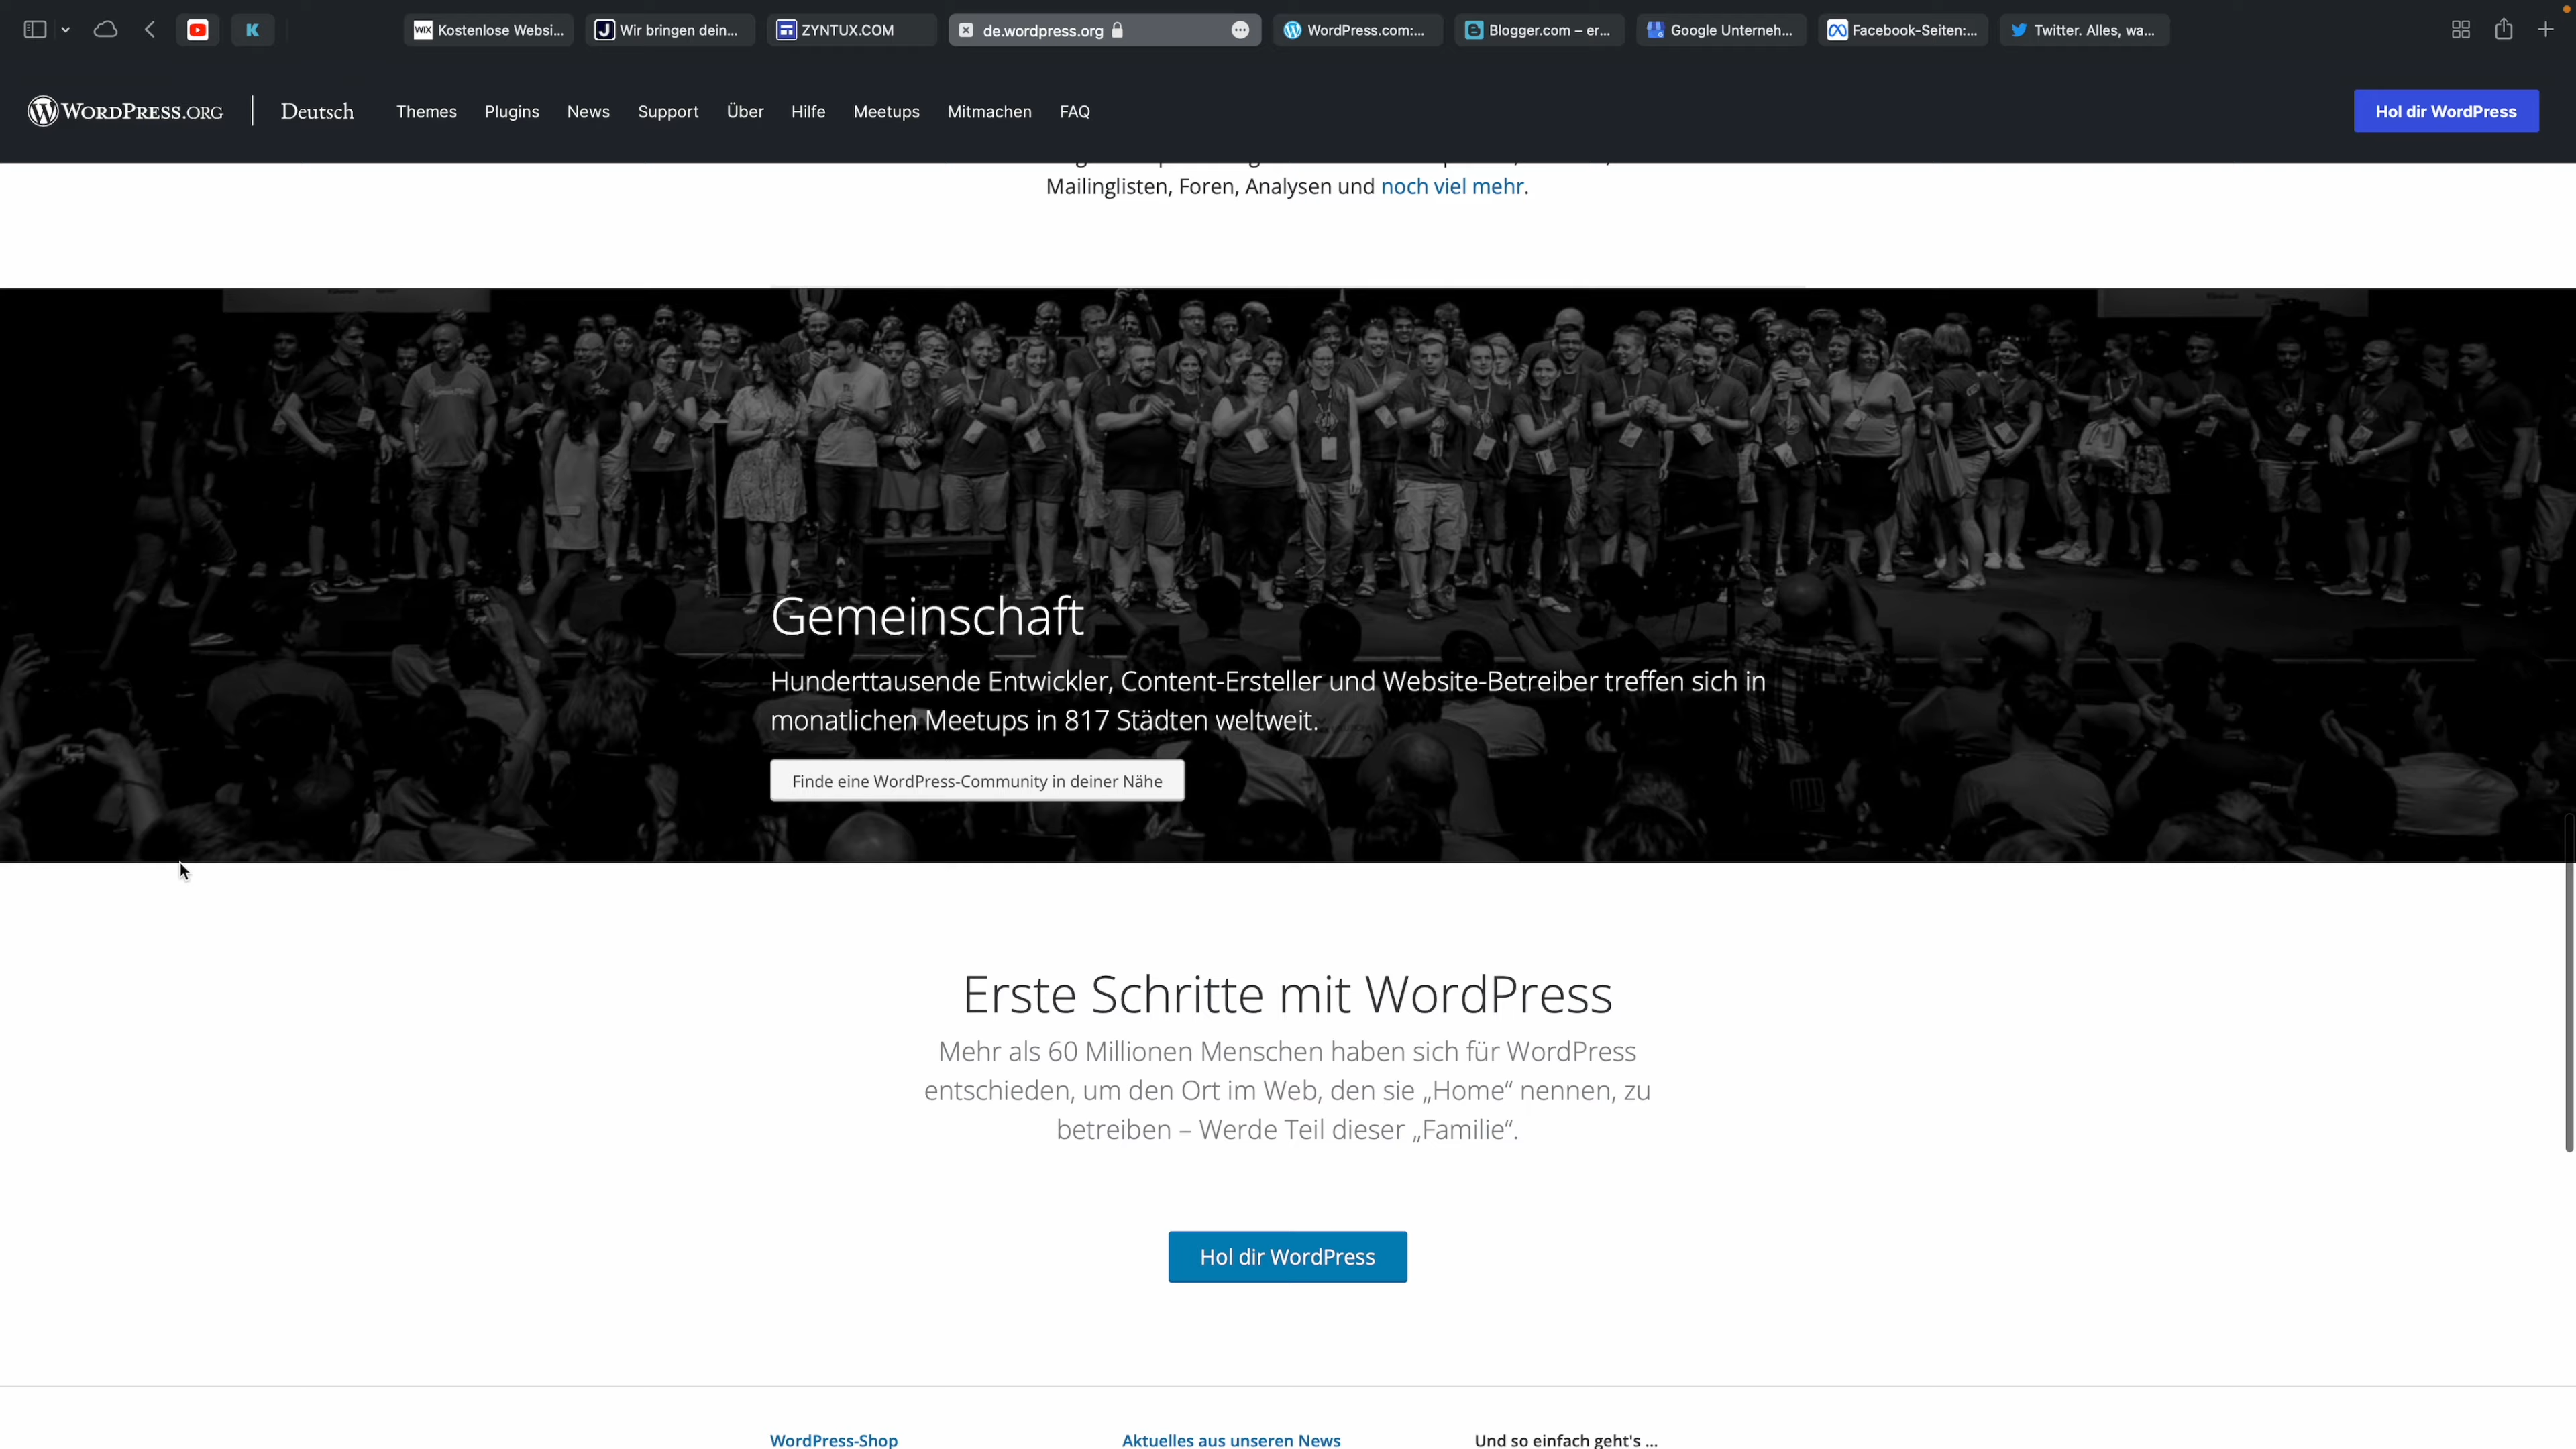 WIX Kostenlose Websi...
J Wir bringen dein...
ZYNTUX.COM
de.wordpress.org
WordPress.com:...
Blogger.com – er...
Google Unterneh...
Facebook-Seiten:...
Twitter. Alles, wa...
K
WORDPRESS.ORG
Deutsch
Themes
Plugins
News
Support
Über
Hilfe
Meetups
Mitmachen
FAQ
Hol dir WordPress
Mailinglisten, Foren, Analysen und noch viel mehr.
Gemeinschaft
Hunderttausende Entwickler, Content-Ersteller und Website-Betreiber treffen sich in
monatlichen Meetups in 817 Städten weltweit.
Finde eine WordPress-Community in deiner Nähe
Erste Schritte mit WordPress
Mehr als 60 Millionen Menschen haben sich für WordPress
entschieden, um den Ort im Web, den sie „Home“ nennen, zu
betreiben – Werde Teil dieser „Familie“.
Hol dir WordPress
WordPress-Shop
Aktuelles aus unseren News
Und so einfach geht's ...